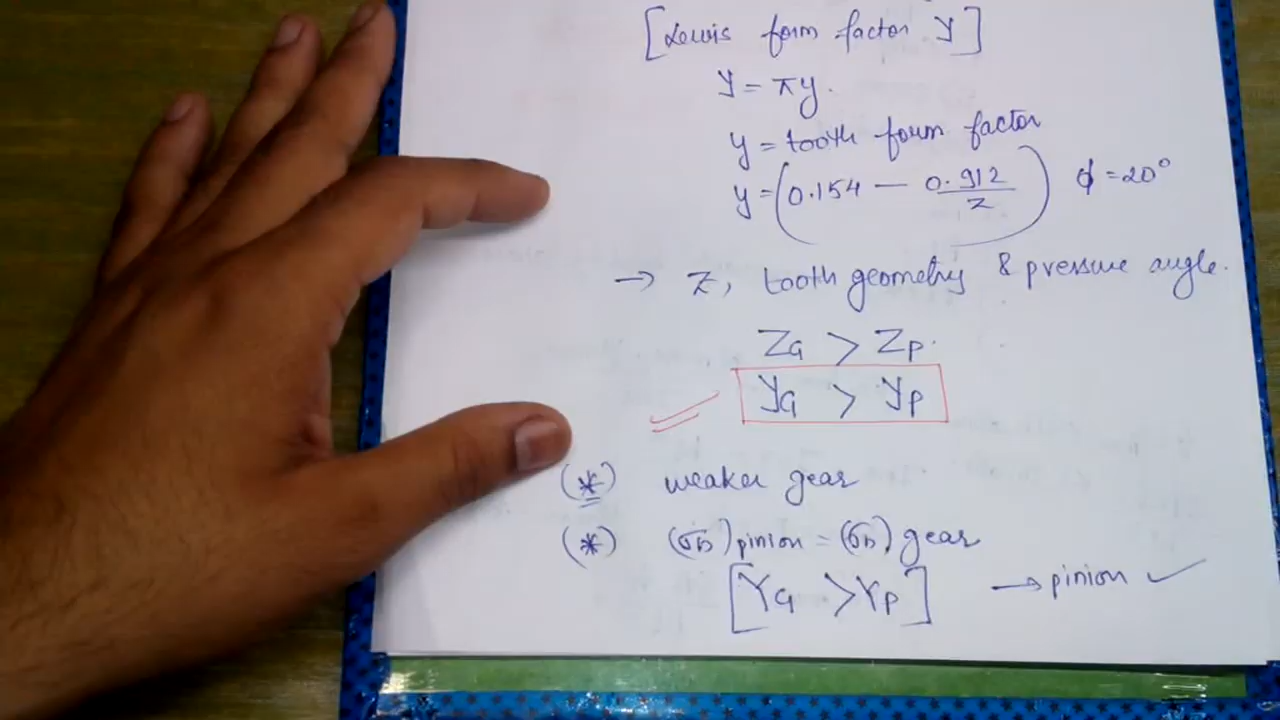 [Lewis form factor Y]
Y = πy.
y = tooth form factor
y = (0.154 — 0.912/z) ϕ = 20°
→ z, tooth geometry & pressure angle.
ZG > ZP.
YG > YP
(*) weaker gear
(*) (σb) pinion = (σb) gear
[YG > YP] → pinion ✓